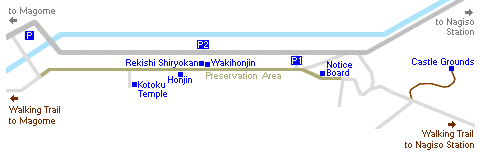 to Magome
to Nagiso
Station
P
P2
Rekishi Shiryokan
Wakihonjin
P1
Notice
Board
Castle Grounds
Honjin
Preservation Area
Kotoku
Temple
Walking Trail
to Magome
Walking Trail
to Nagiso Station